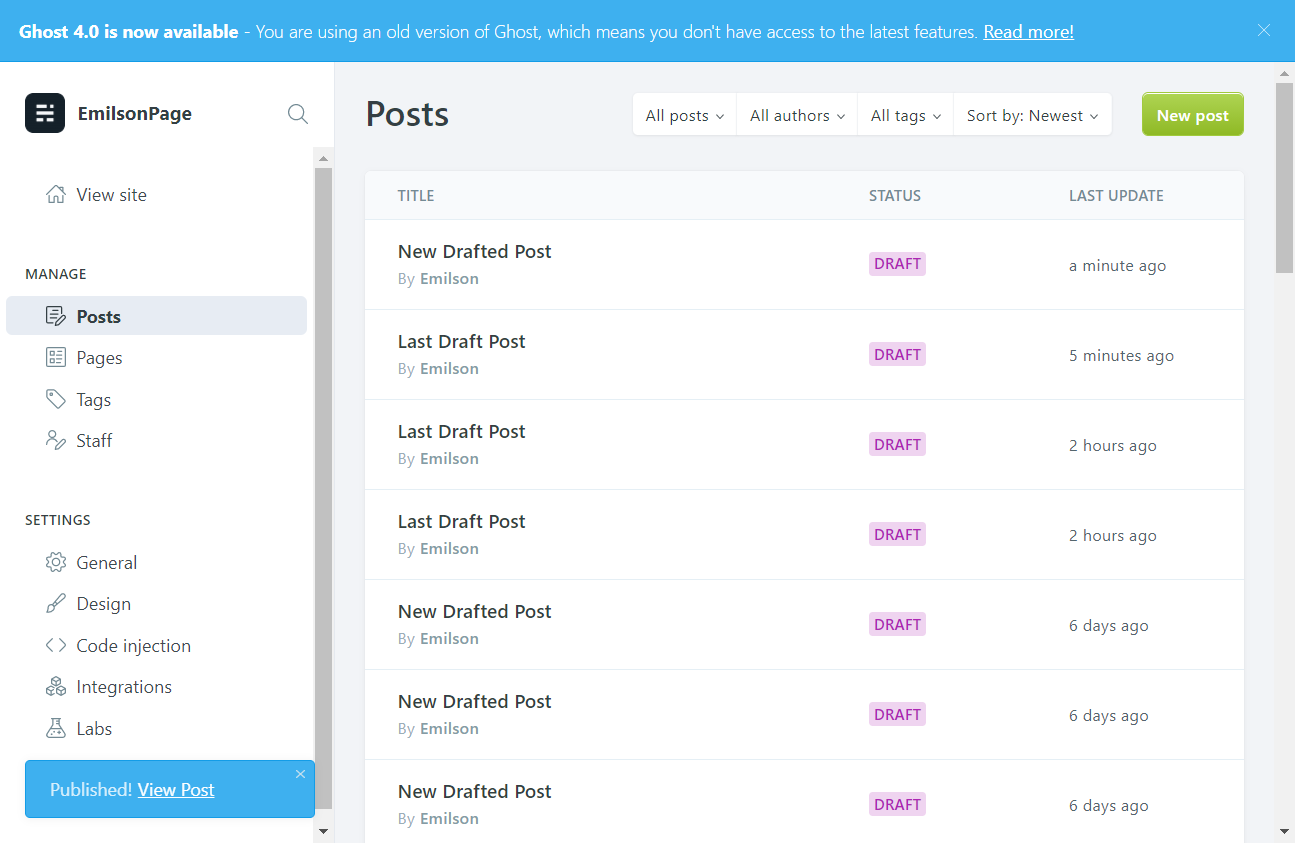 Ghost 4.0 is now available - You are using an old version of Ghost, which means you don't have access to the latest features. Read more!
EmilsonPage
View site
MANAGE
Posts
Pages
Tags
Staff
SETTINGS
General
Design
Code injection
Integrations
Labs
Published! View Post
Posts
All posts
All authors
All tags
Sort by: Newest
New post
TITLE STATUS LAST UPDATE
New Drafted Post
By Emilson
DRAFT
a minute ago
Last Draft Post
By Emilson
DRAFT
5 minutes ago
Last Draft Post
By Emilson
DRAFT
2 hours ago
Last Draft Post
By Emilson
DRAFT
2 hours ago
New Drafted Post
By Emilson
DRAFT
6 days ago
New Drafted Post
By Emilson
DRAFT
6 days ago
New Drafted Post
By Emilson
DRAFT
6 days ago